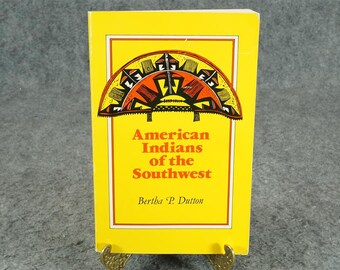 American
Indians
of the
Southwest
Bertha P. Dutton